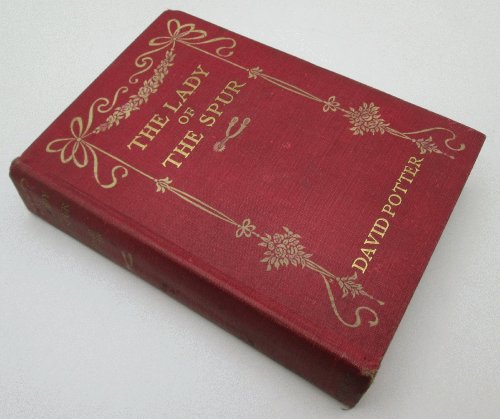 THE LADY
OF
THE SPUR
DAVID POTTER